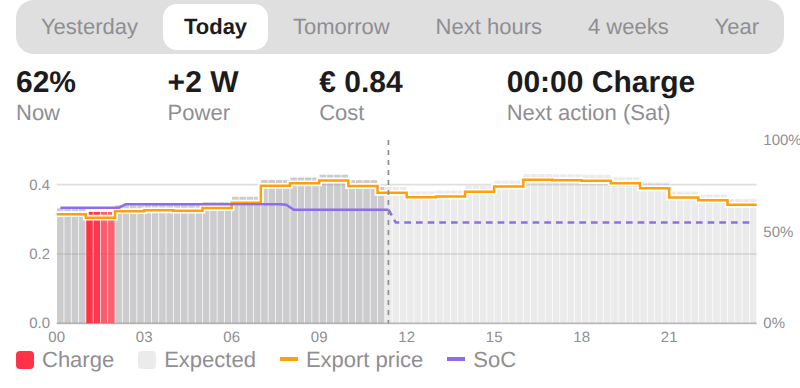 Yesterday Today Tomorrow Next hours 4 weeks Year
62% +2 W € 0.84 00:00 Charge
Now Power Cost Next action (Sat)
100%
0.4
50%
0.2
0.0 0%
00 03 06 09 12 15 18 21
Charge Expected Export price SoC